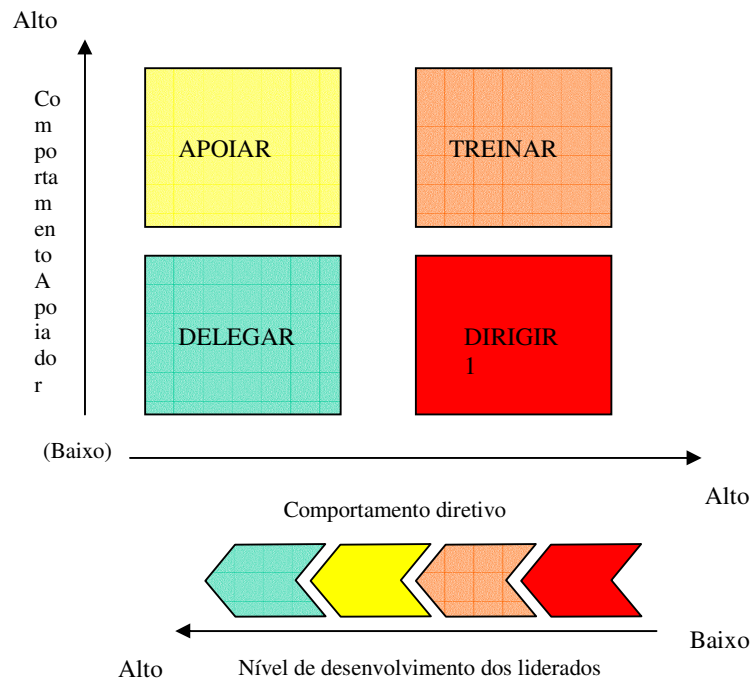 Alto
Co
m
po
rta
m
en
to
A
po
ia
do
r
APOIAR
TREINAR
DELEGAR
DIRIGIR
1
(Baixo)
Alto
Comportamento diretivo
Baixo
Alto
Nível de desenvolvimento dos liderados